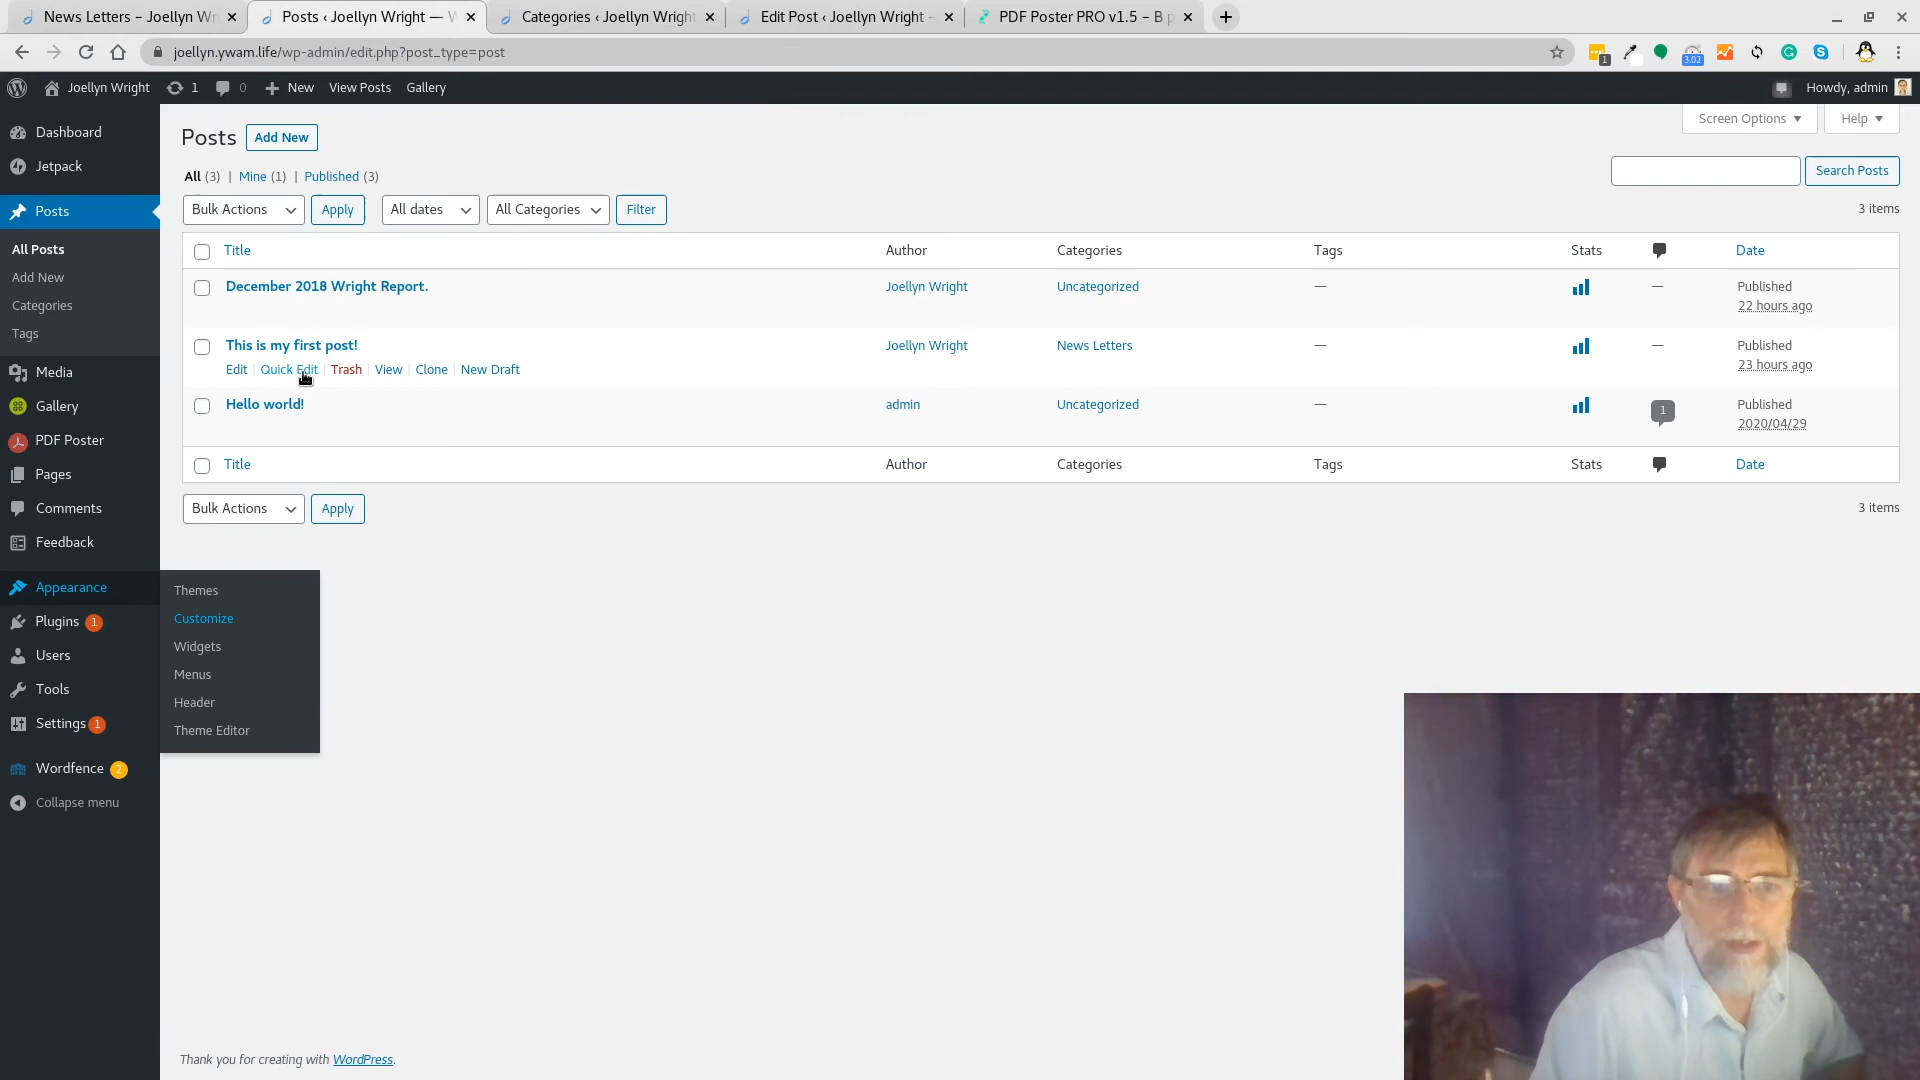 News Letters – Joellyn Wr
Posts ‹ Joellyn Wright — W
Categories ‹ Joellyn Wright
Edit Post ‹ Joellyn Wright –
PDF Poster PRO v1.5 – B p
joellyn.ywam.life/wp-admin/edit.php?post_type=post
1
3.02
Joellyn Wright
1
0
New
View Posts
Gallery
Howdy, admin
Dashboard
Jetpack
Posts
All Posts
Add New
Categories
Tags
Media
Gallery
PDF Poster
Pages
Comments
Feedback
Appearance
Plugins 1
Users
Tools
Settings 1
Wordfence 2
Collapse menu
Themes
Customize
Widgets
Menus
Header
Theme Editor
Posts Add New
Screen Options
Help
All (3) | Mine (1) | Published (3)
Search Posts
Bulk Actions Apply All dates All Categories Filter
3 items
Title Author Categories Tags Stats Date
December 2018 Wright Report. Joellyn Wright Uncategorized — — Published
22 hours ago
This is my first post! Joellyn Wright News Letters — — Published
Edit | Quick Edit | Trash | View | Clone | New Draft 23 hours ago
Hello world! admin Uncategorized — 1 Published
2020/04/29
Title Author Categories Tags Stats Date
Bulk Actions Apply
3 items
Thank you for creating with WordPress.